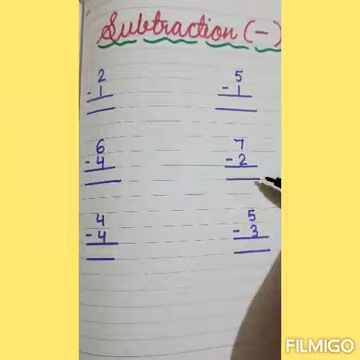 Subtraction (-)
2 5
- 1 - 1
6 7
- 4 - 2
4 5
- 4 - 3
FILMIGO